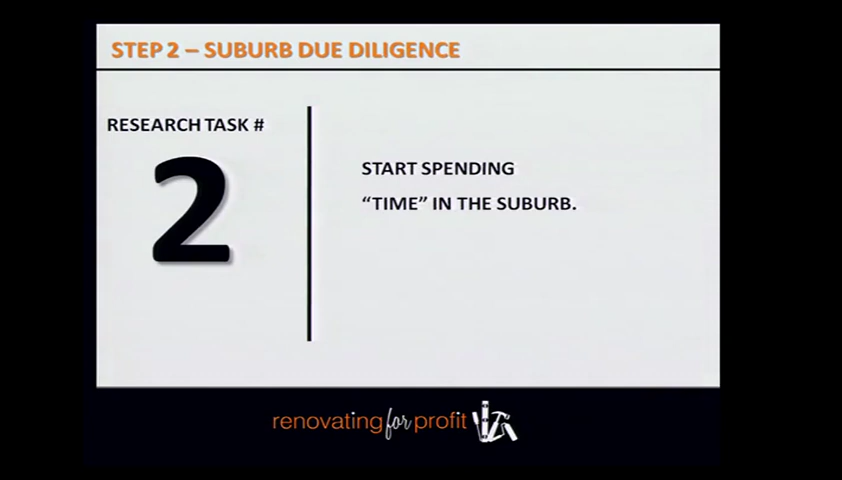 STEP 2 – SUBURB DUE DILIGENCE
RESEARCH TASK #
2
START SPENDING
“TIME” IN THE SUBURB.
renovating for profit